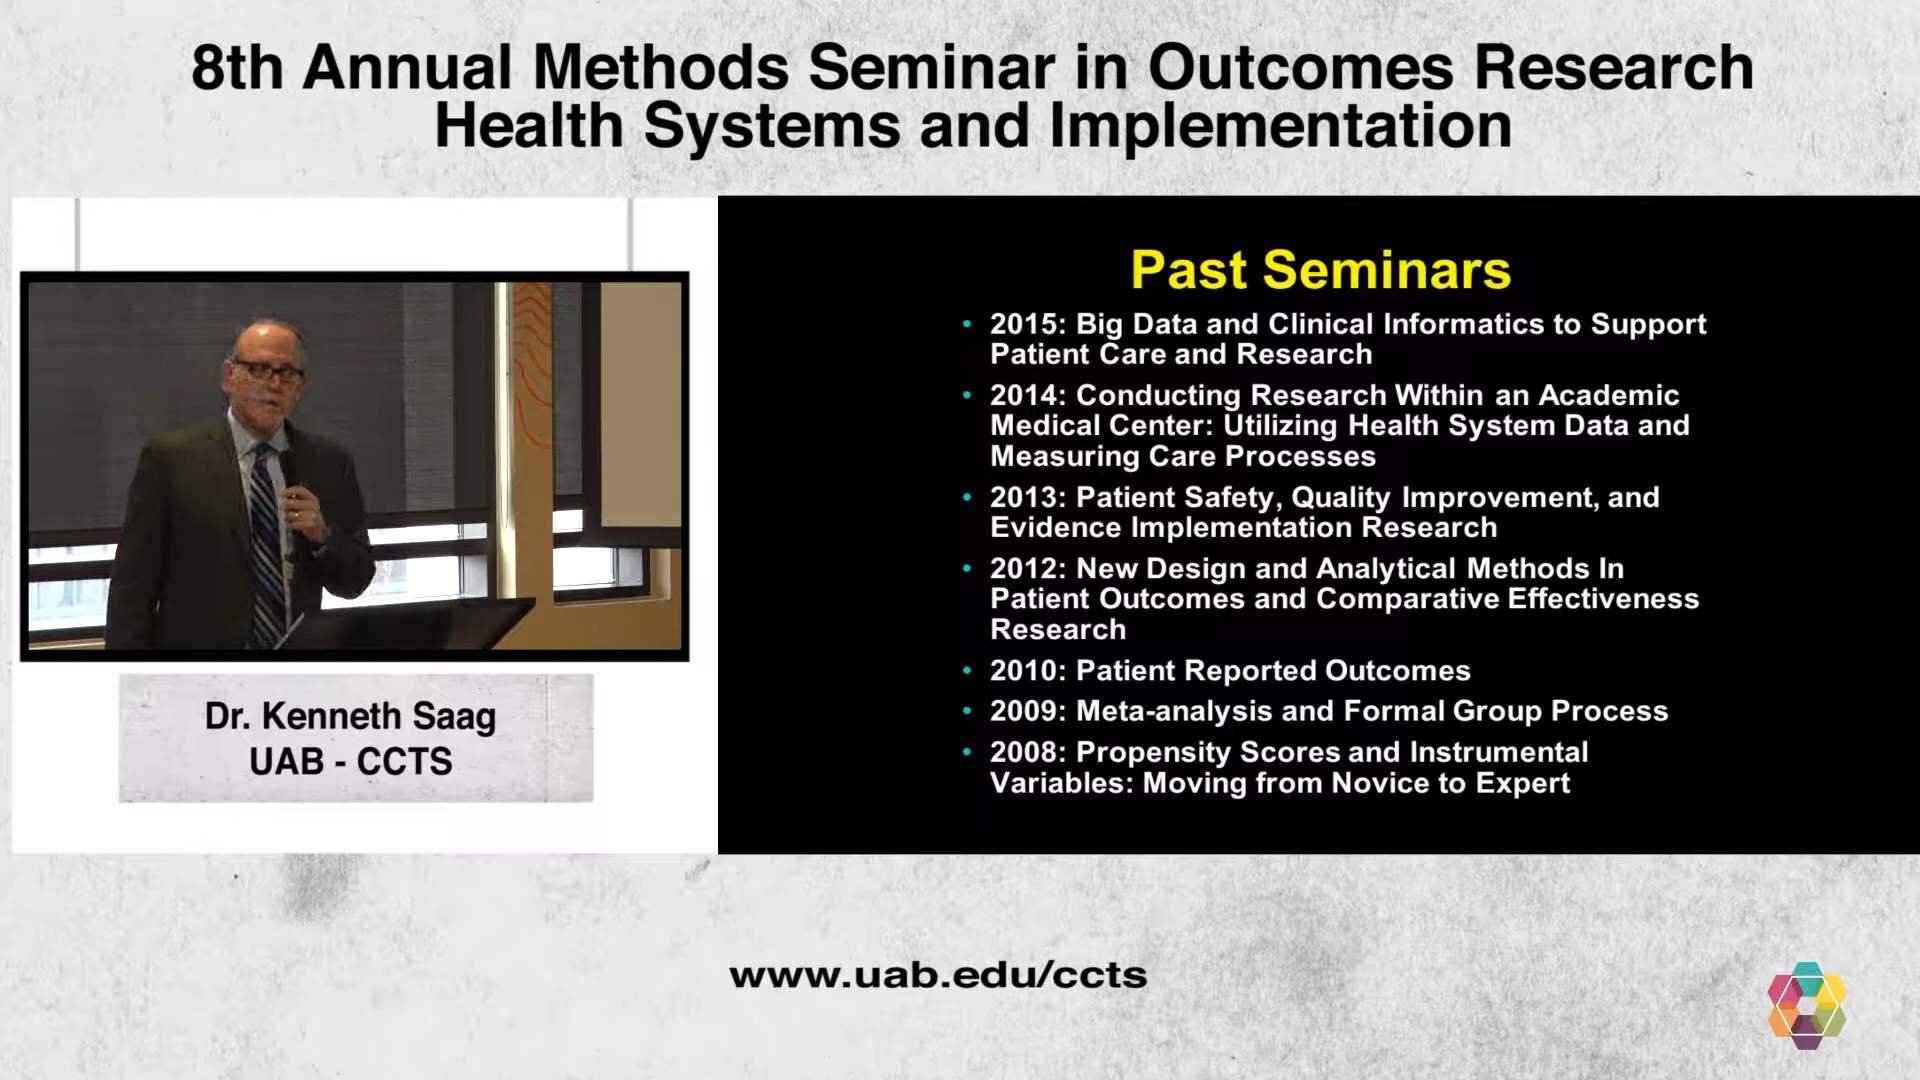 8th Annual Methods Seminar in Outcomes Research
Health Systems and Implementation
Dr. Kenneth Saag
UAB - CCTS
Past Seminars
• 2015: Big Data and Clinical Informatics to Support
Patient Care and Research
• 2014: Conducting Research Within an Academic
Medical Center: Utilizing Health System Data and
Measuring Care Processes
• 2013: Patient Safety, Quality Improvement, and
Evidence Implementation Research
• 2012: New Design and Analytical Methods In
Patient Outcomes and Comparative Effectiveness
Research
• 2010: Patient Reported Outcomes
• 2009: Meta-analysis and Formal Group Process
• 2008: Propensity Scores and Instrumental
Variables: Moving from Novice to Expert
www.uab.edu/ccts